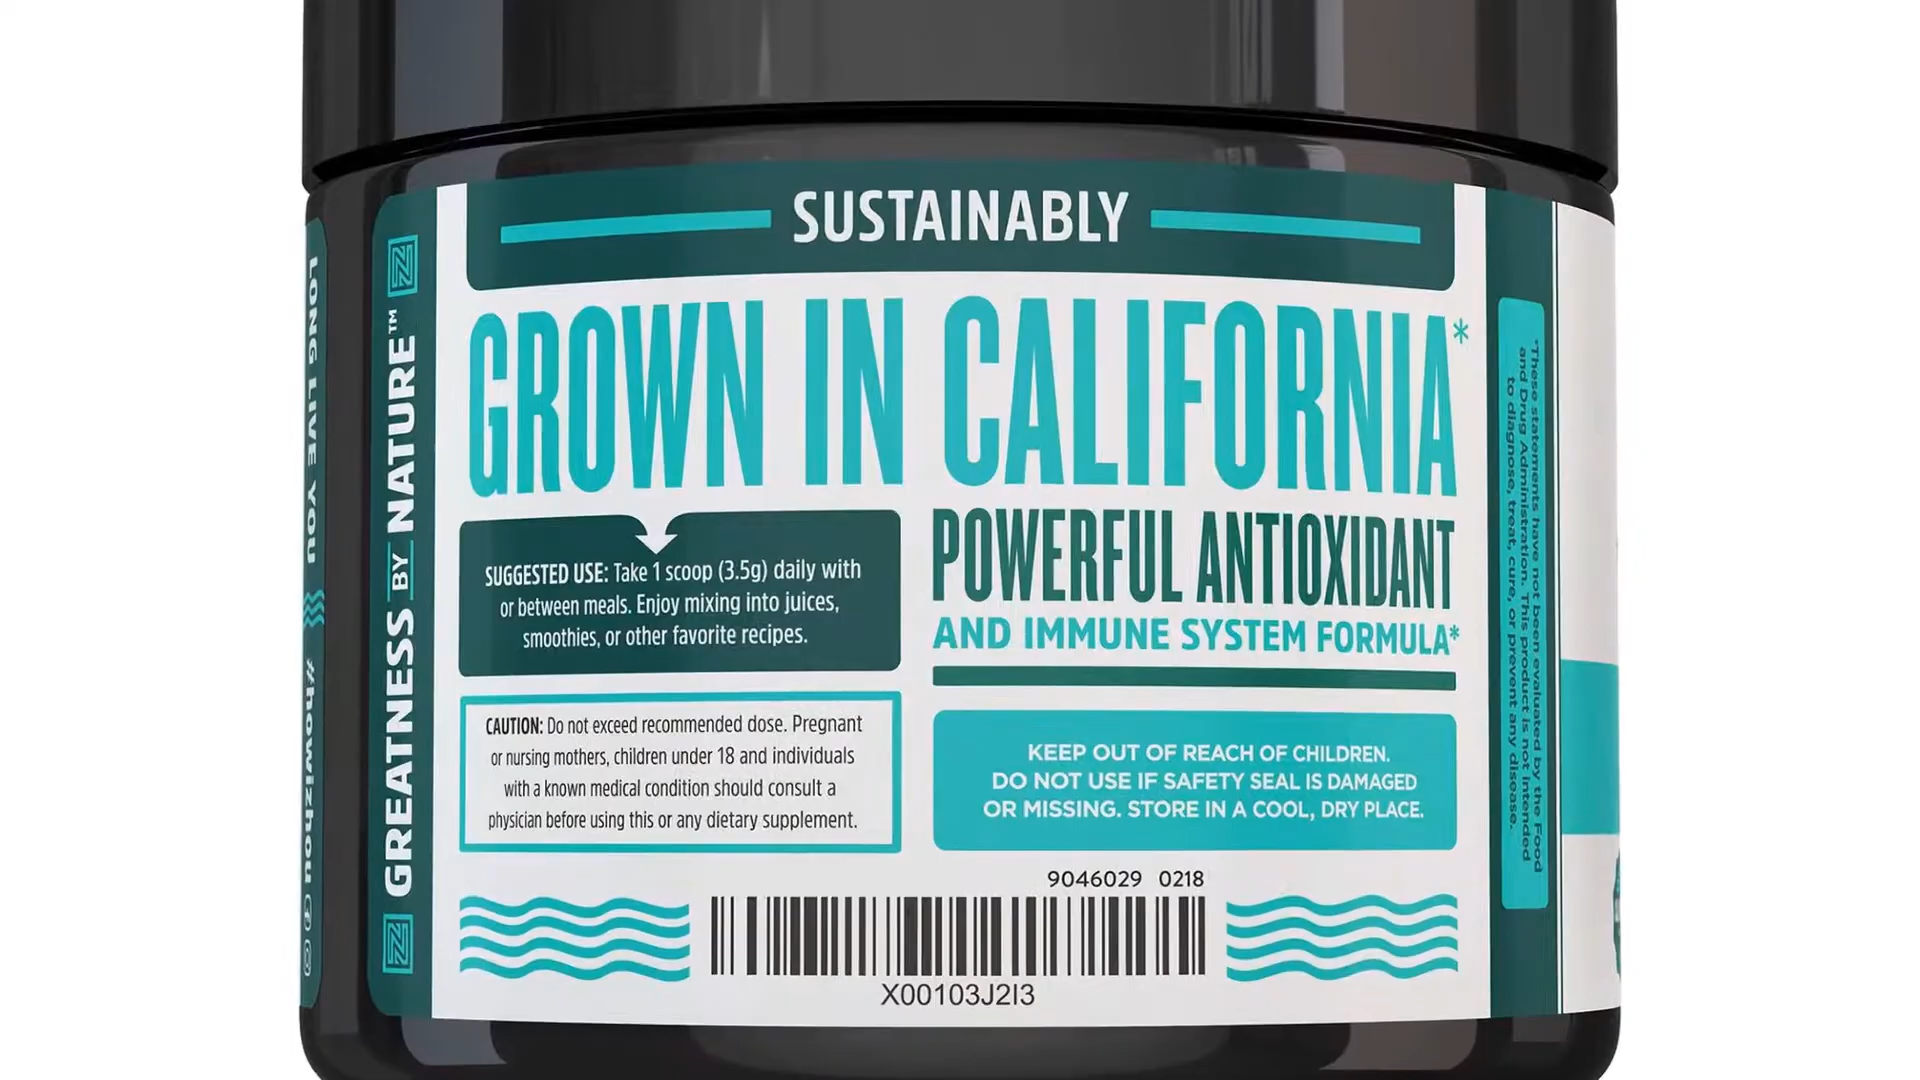 SUSTAINABLY
GROWN IN CALIFORNIA*
SUGGESTED USE: Take 1 scoop (3.5g) daily with
or between meals. Enjoy mixing into juices,
smoothies, or other favorite recipes.
POWERFUL ANTIOXIDANT
AND IMMUNE SYSTEM FORMULA*
CAUTION: Do not exceed recommended dose. Pregnant
or nursing mothers, children under 18 and individuals
with a known medical condition should consult a
physician before using this or any dietary supplement.
KEEP OUT OF REACH OF CHILDREN.
DO NOT USE IF SAFETY SEAL IS DAMAGED
OR MISSING. STORE IN A COOL, DRY PLACE.
9046029 0218
X00103J2I3
GREATNESS BY NATURE™
LONG LIVE YOU
#howizhou
*These statements have not been evaluated by the Food
and Drug Administration. This product is not intended
to diagnose, treat, cure, or prevent any disease.